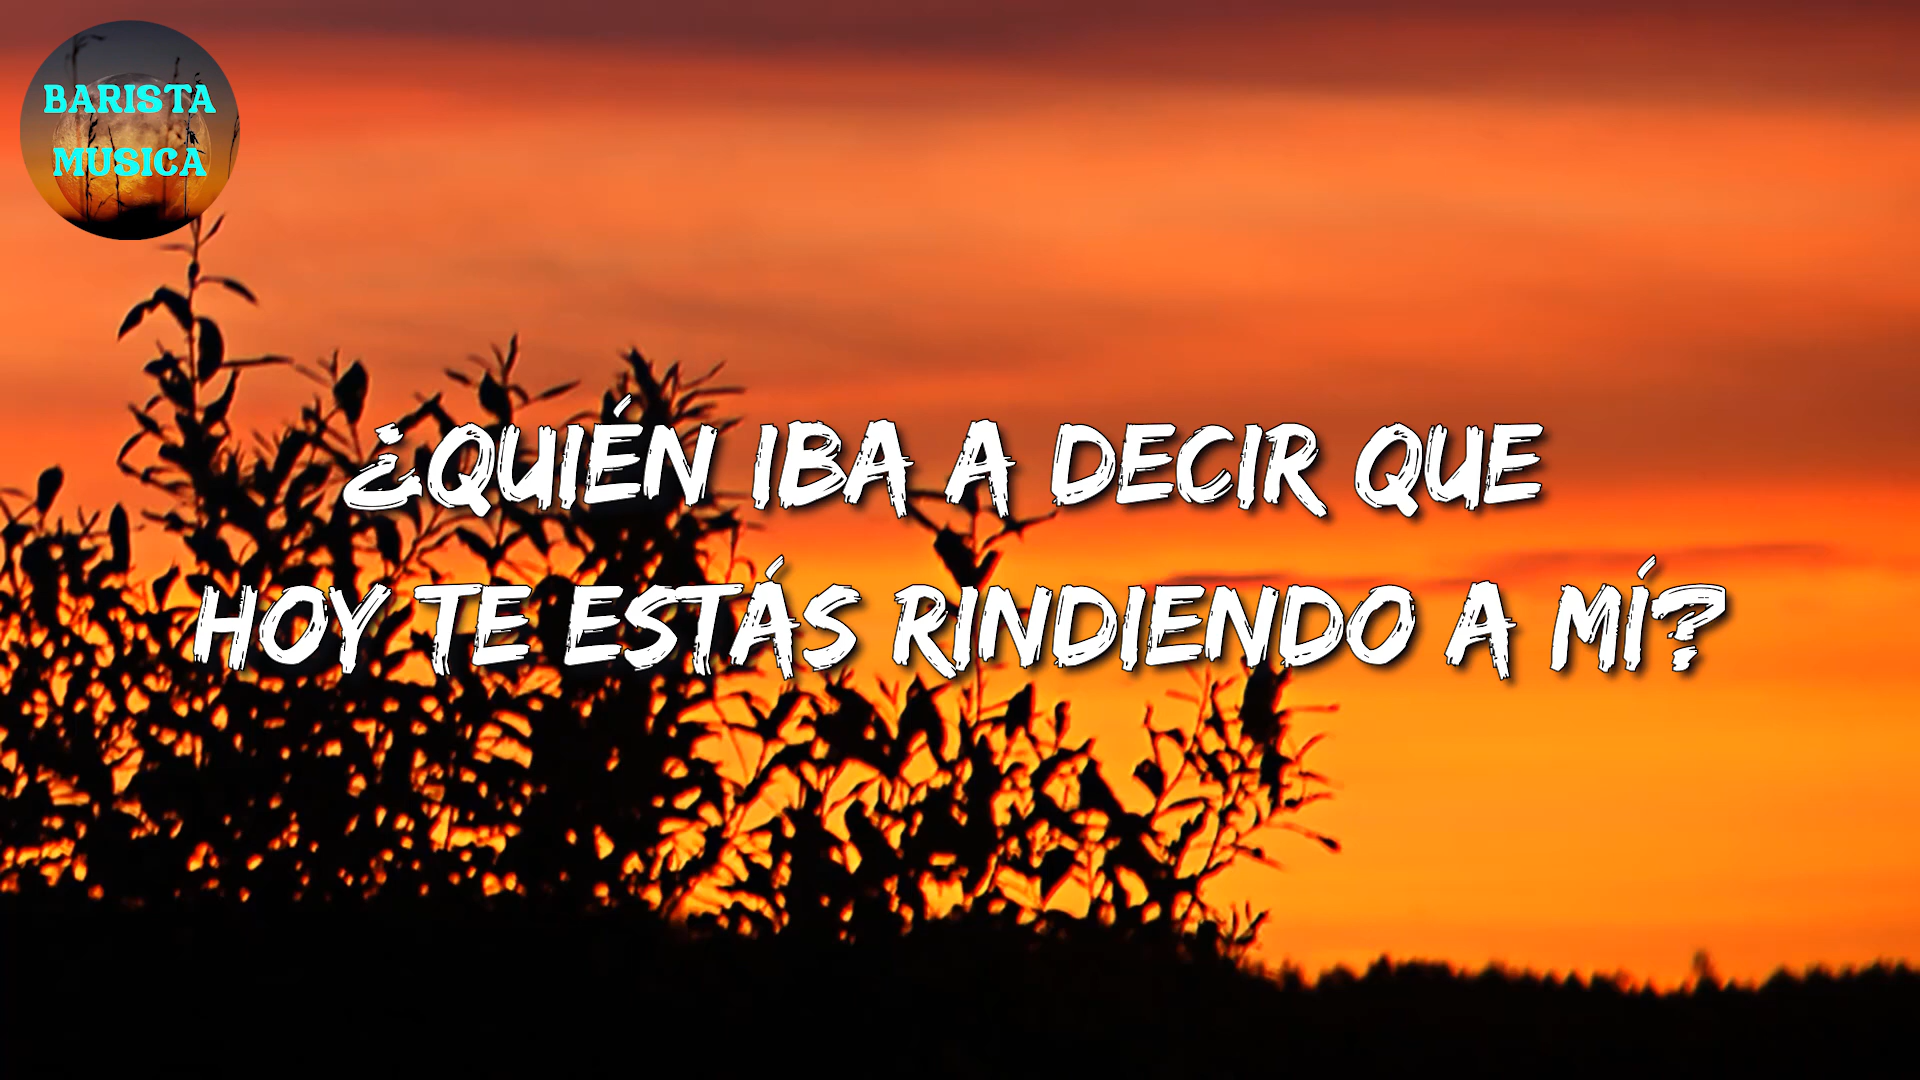 BARISTA
MUSICA
¿QUIÉN IBA A DECIR QUE
HOY TE ESTÁS RINDIENDO A MÍ?